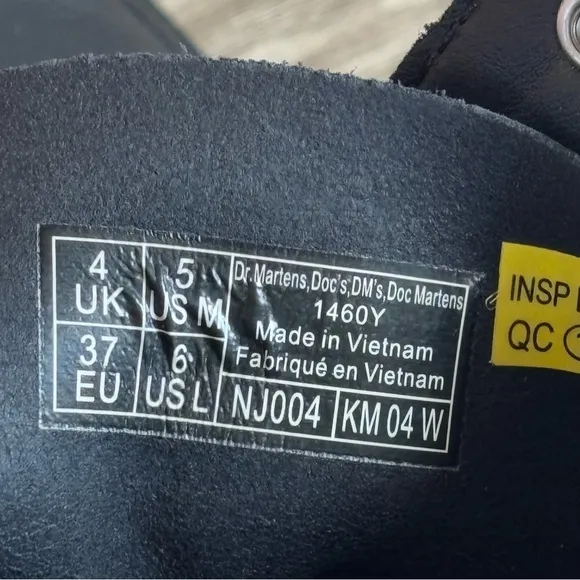 4
UK
5
US M
37
EU
6
US L
Dr.Martens,Doc's,DM's,Doc Martens
1460Y
Made in Vietnam
Fabriqué en Vietnam
NJ004
KM 04 W
INSP
QC